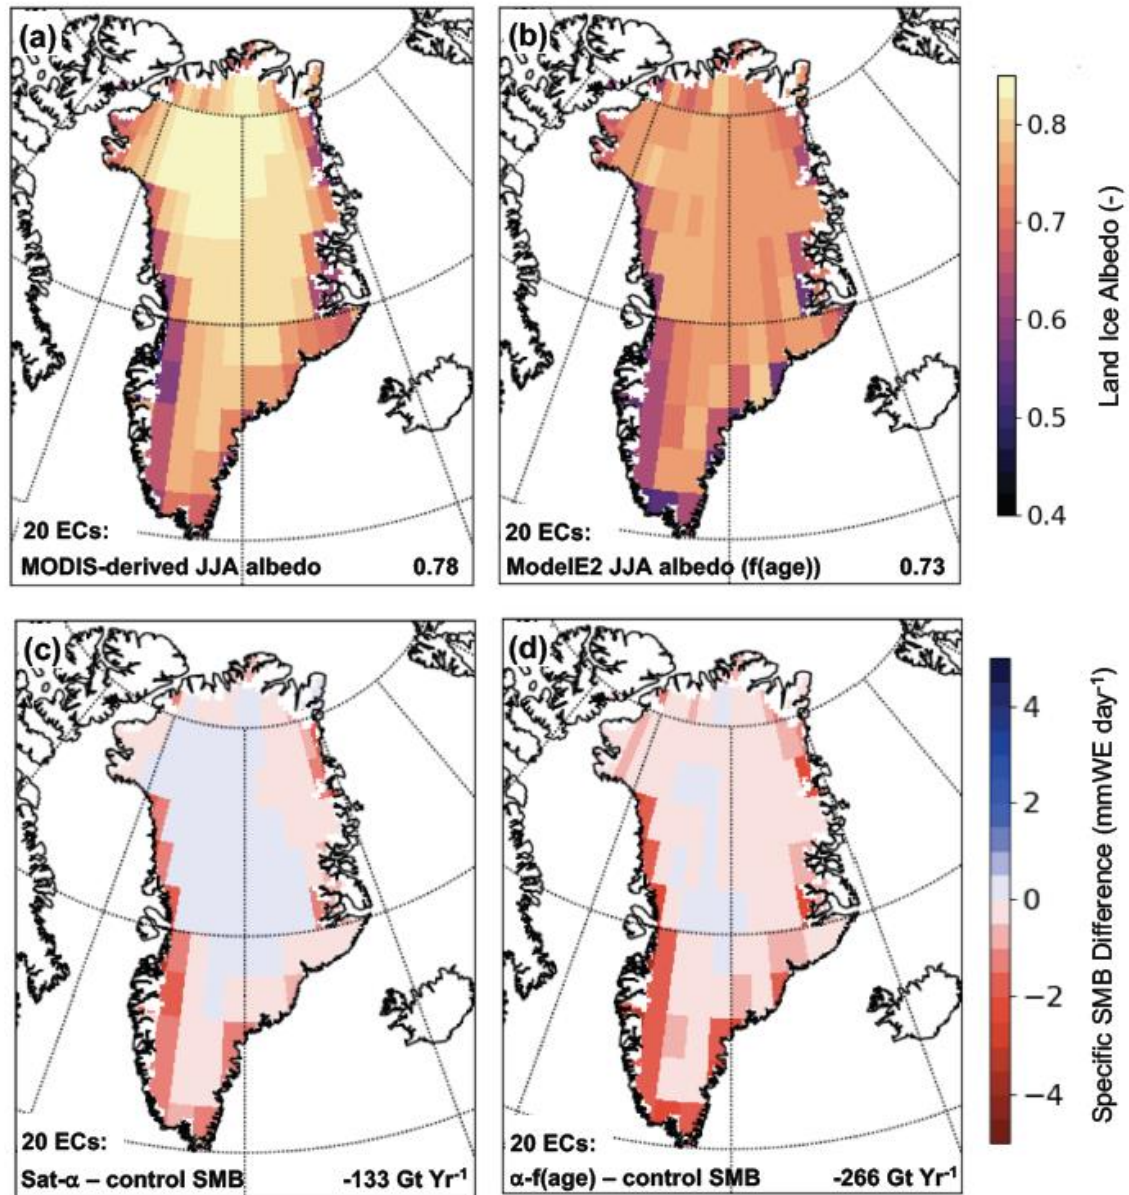 (a)
(b)
0.8
0.7
0.6
0.5
0.4
Land Ice Albedo (-)
20 ECs:
MODIS-derived JJA albedo 0.78
20 ECs:
ModelE2 JJA albedo (f(age)) 0.73
(c)
(d)
4
2
0
−2
−4
Specific SMB Difference (mmWE day⁻¹)
20 ECs:
Sat-α – control SMB -133 Gt Yr⁻¹
20 ECs:
α-f(age) – control SMB -266 Gt Yr⁻¹